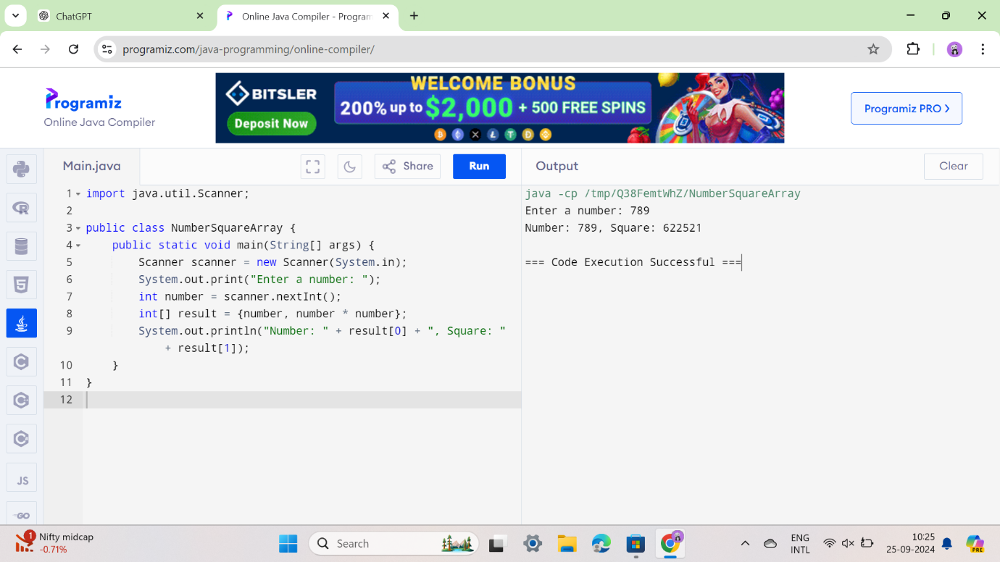 ChatGPT
Online Java Compiler - Program
programiz.com/java-programming/online-compiler/
Programiz
Online Java Compiler
BITSLER
Deposit Now
WELCOME BONUS
200% up to $2,000 + 500 FREE SPINS
Programiz PRO
Main.java
Share
Run
Output
Clear
1 import java.util.Scanner;
2
3 public class NumberSquareArray {
4 public static void main(String[] args) {
5 Scanner scanner = new Scanner(System.in);
6 System.out.print("Enter a number: ");
7 int number = scanner.nextInt();
8 int[] result = {number, number * number};
9 System.out.println("Number: " + result[0] + ", Square: "
+ result[1]);
10 }
11 }
12
java -cp /tmp/Q38FemtWhZ/NumberSquareArray
Enter a number: 789
Number: 789, Square: 622521
=== Code Execution Successful ===
JS
GO
1
Nifty midcap
-0.71%
Search
ENG
INTL
10:25
25-09-2024
PRE